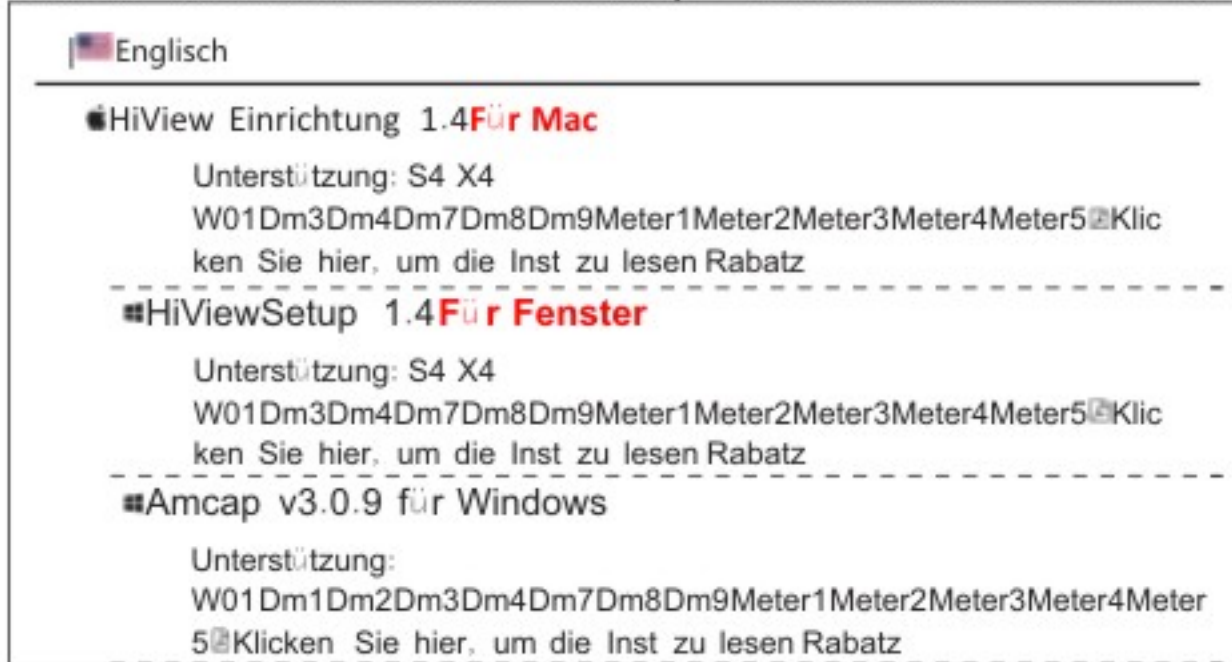 Englisch
HiView Einrichtung 1.4Für Mac
Unterstützung: S4 X4
W01Dm3Dm4Dm7Dm8Dm9Meter1Meter2Meter3Meter4Meter5Klic
ken Sie hier, um die Inst zu lesen Rabatz
HiViewSetup 1.4Für Fenster
Unterstützung: S4 X4
W01Dm3Dm4Dm7Dm8Dm9Meter1Meter2Meter3Meter4Meter5Klic
ken Sie hier, um die Inst zu lesen Rabatz
Amcap v3.0.9 für Windows
Unterstützung:
W01Dm1Dm2Dm3Dm4Dm7Dm8Dm9Meter1Meter2Meter3Meter4Meter
5Klicken Sie hier, um die Inst zu lesen Rabatz